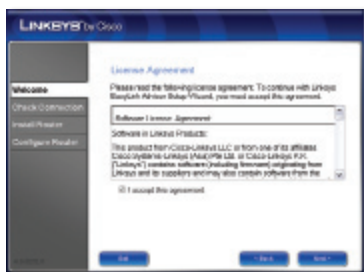 LINKSYS by Cisco
License Agreement
Welcome
Please read the following license agreement. To continue with Linksys
EasyLink Advisor Setup Wizard, you must accept this agreement.
Check Connection
Install Router
Configure Router
Software License Agreement
Software in Linksys Products:
This product from Cisco-Linksys LLC or from one of its affiliates
Cisco Systems-Linksys (Asia) Pte Ltd. or Cisco-Linksys K.K.
("Linksys") contains software (including firmware) originating from
Linksys and its suppliers and may also contain software from the
I accept this agreement
Exit
< Back
Next >